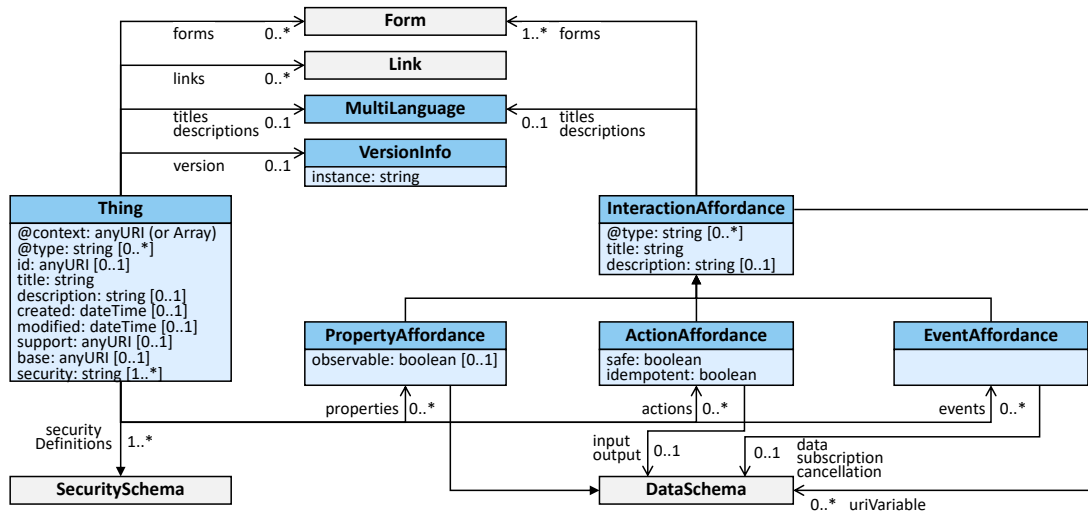 Form
forms 0..*
1..* forms
Link
links 0..*
MultiLanguage
titles
descriptions 0..1
0..1 titles
descriptions
VersionInfo
version 0..1
instance: string
Thing
@context: anyURI (or Array)
@type: string [0..*]
id: anyURI [0..1]
title: string
description: string [0..1]
created: dateTime [0..1]
modified: dateTime [0..1]
support: anyURI [0..1]
base: anyURI [0..1]
security: string [1..*]
InteractionAffordance
@type: string [0..*]
title: string
description: string [0..1]
PropertyAffordance
observable: boolean [0..1]
ActionAffordance
safe: boolean
idempotent: boolean
EventAffordance
properties 0..*
actions 0..*
events 0..*
security
Definitions 1..*
input
output 0..1
0..1 data
subscription
cancellation
SecuritySchema
DataSchema
0..* uriVariable